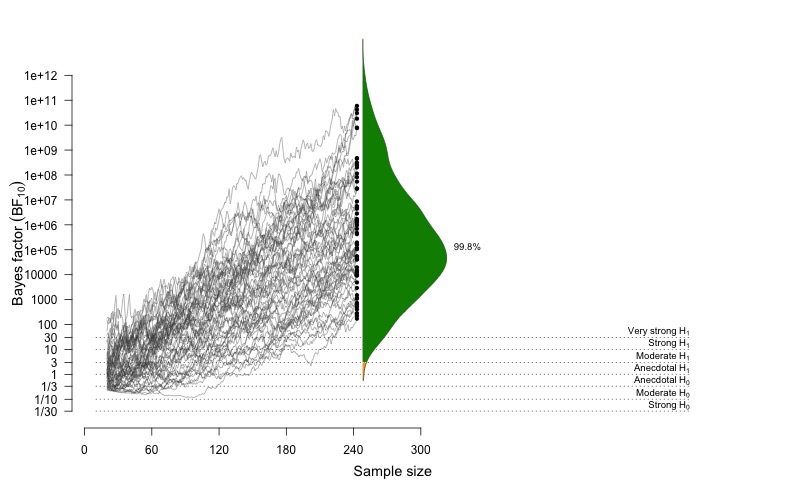 1e+12
1e+11
1e+10
1e+09
1e+08
1e+07
1e+06
1e+05
10000
1000
100
30
10
3
1
1/3
1/10
1/30
Bayes factor (BF₁₀)
99.8%
Very strong H₁
Strong H₁
Moderate H₁
Anecdotal H₁
Anecdotal H₀
Moderate H₀
Strong H₀
0 60 120 180 240 300
Sample size